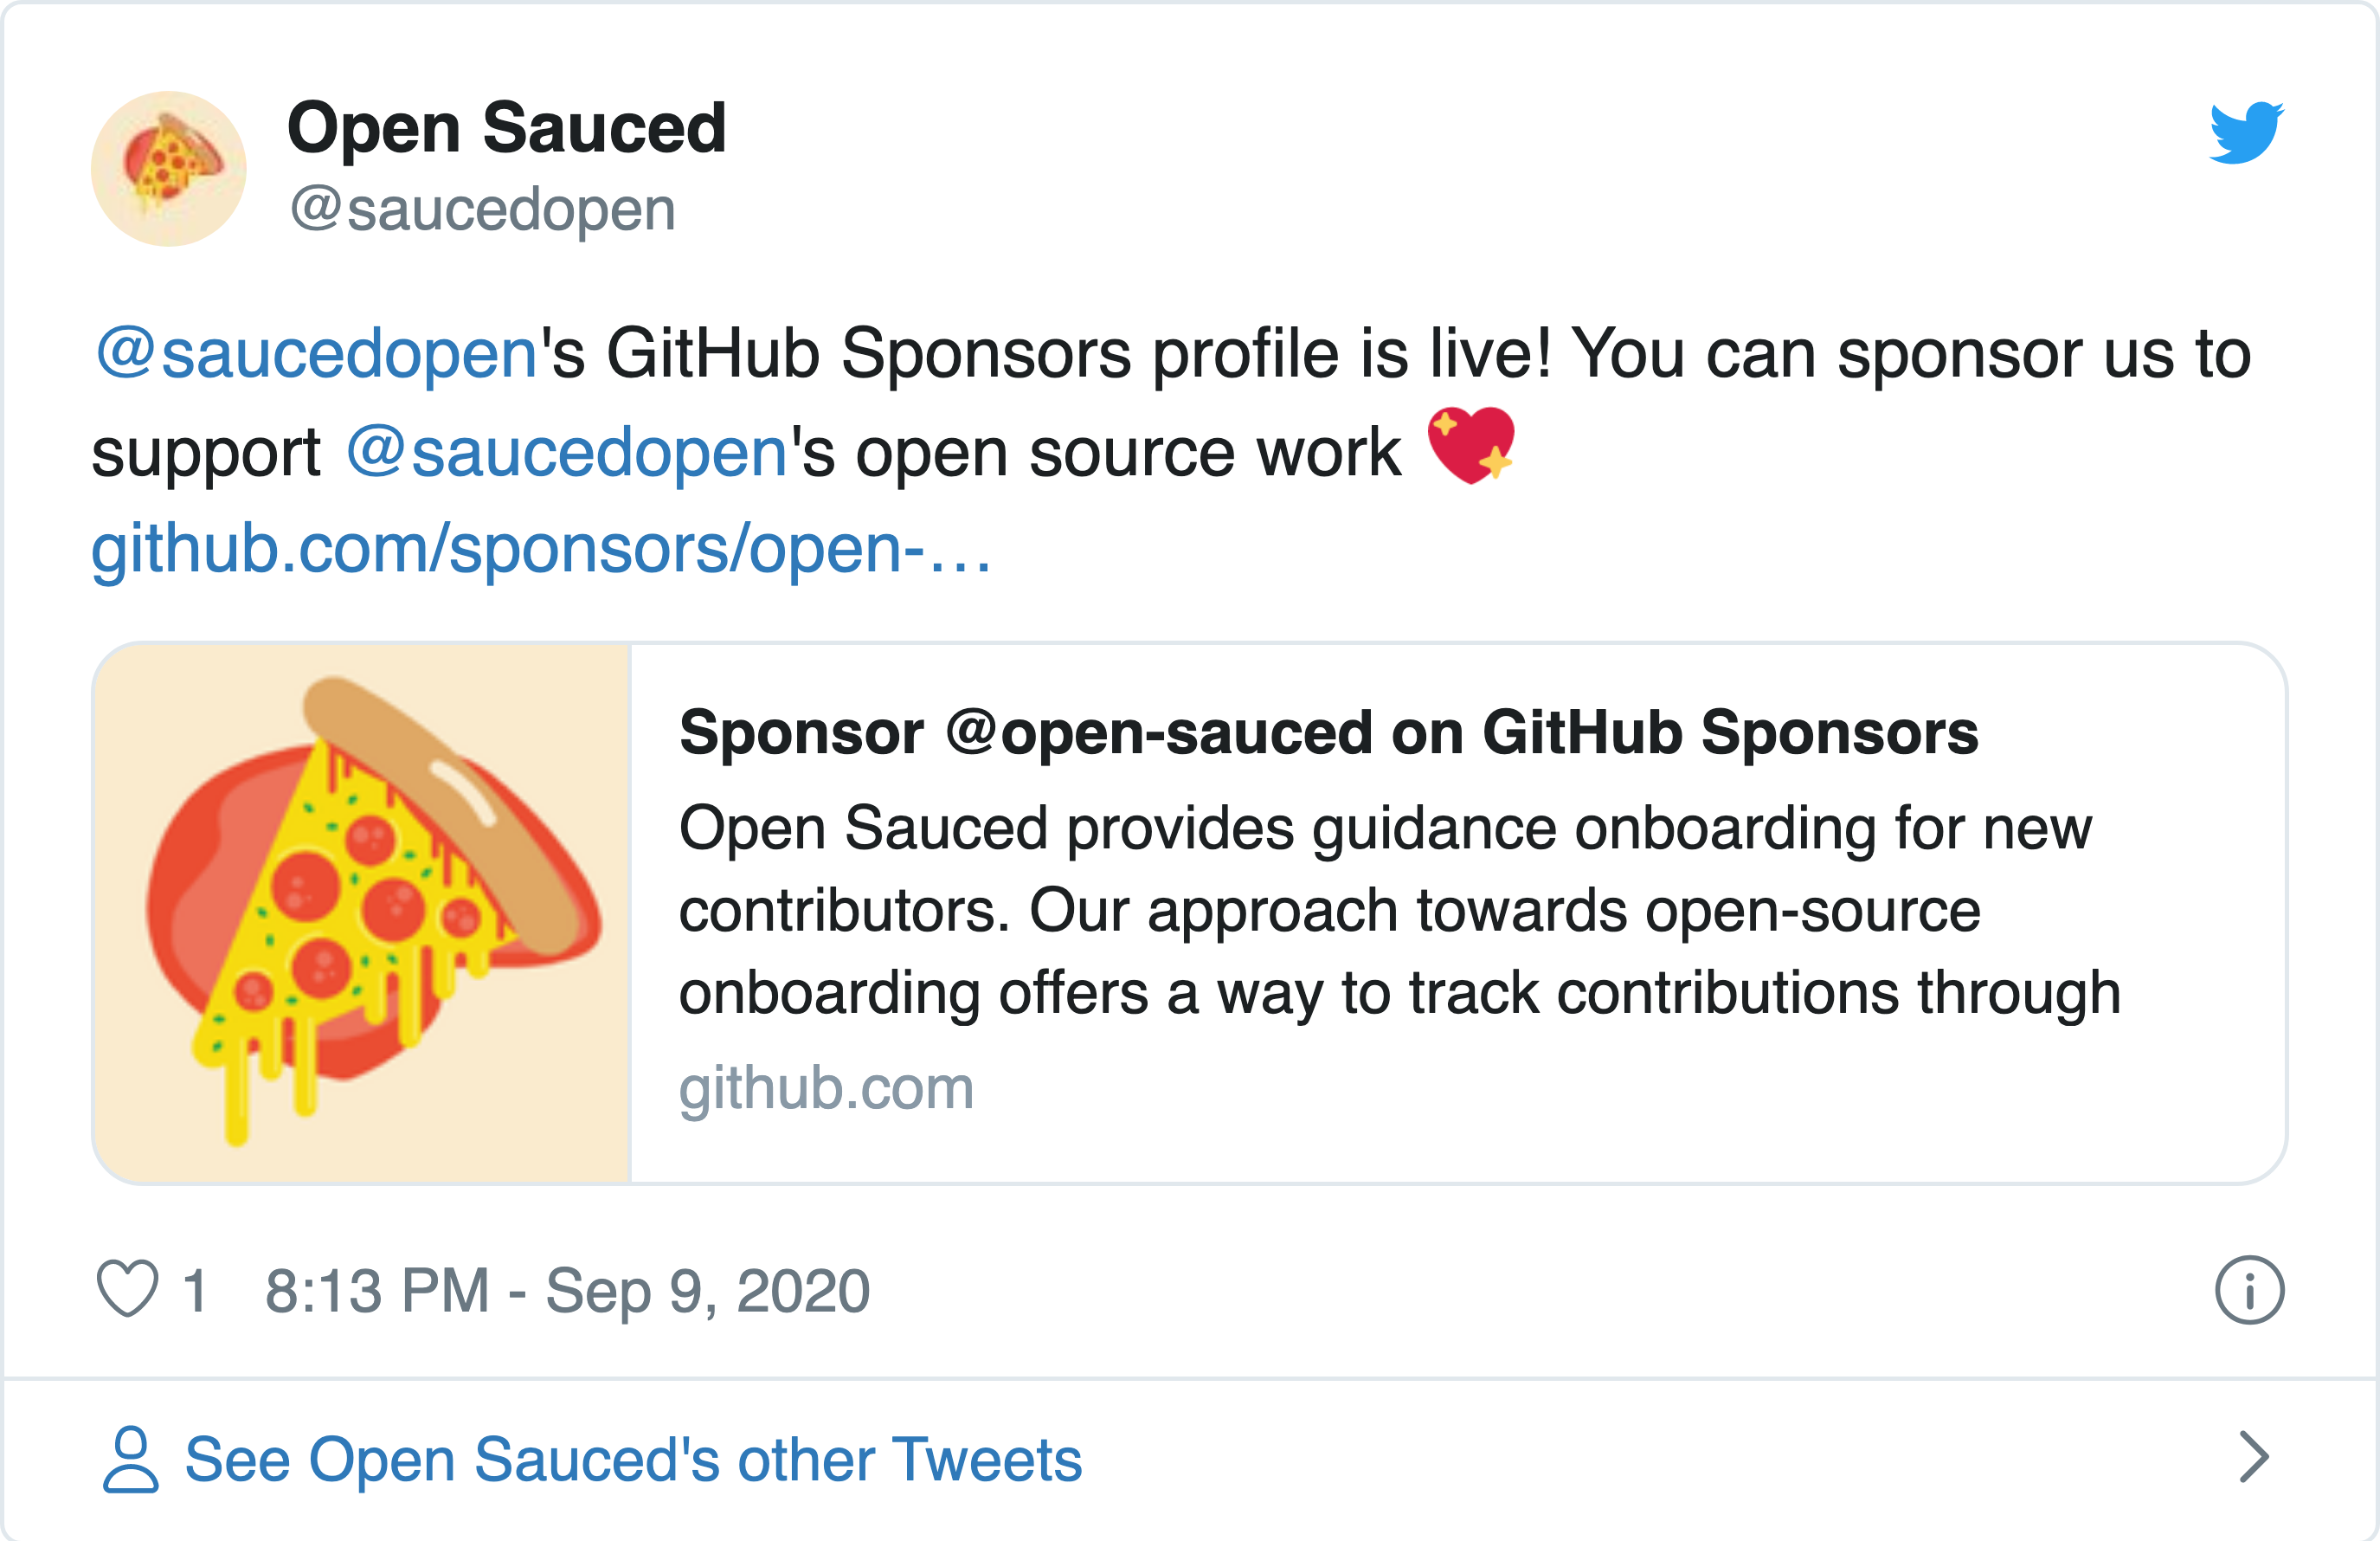 Open Sauced
@saucedopen
@saucedopen's GitHub Sponsors profile is live! You can sponsor us to
support @saucedopen's open source work 💖
github.com/sponsors/open-…
Sponsor @open-sauced on GitHub Sponsors
Open Sauced provides guidance onboarding for new
contributors. Our approach towards open-source
onboarding offers a way to track contributions through
github.com
1 8:13 PM - Sep 9, 2020
See Open Sauced's other Tweets